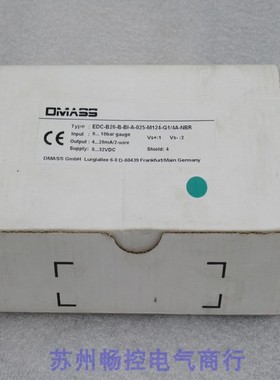 DMASS
Type : EDC-B26-B-BI-A-025-M124-G1/4A-NBR
Input : 0... 10bar gauge Vs+:1 Vs- :2
Output : 4...20mA/2-wire
Supply : 8...32VDC Shield: 4
DMASS GmbH Lurgiallee 6-8 D-60439 Frankfurt/Main Germany
苏州畅控电气商行